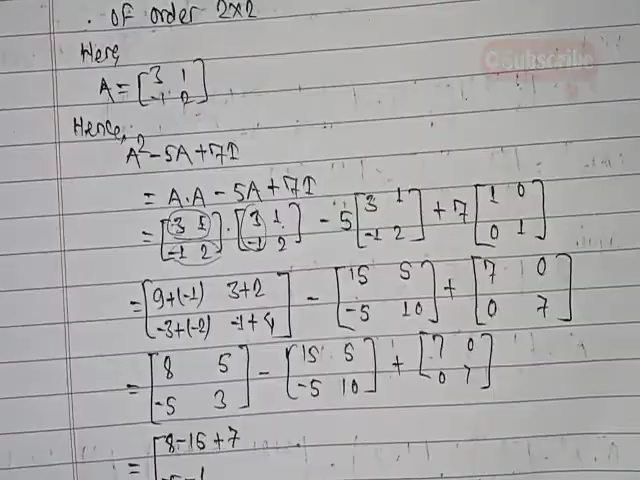 ∴ OF order 2×2
Subscribe
Here,
A = [3 1; -1 2]
Hence,
A² - 5A + 7I
= A.A - 5A + 7I
= [3 1; -1 2] . [3 1; -1 2] - 5 [3 1; -1 2] + 7 [1 0; 0 1]
= [9+(-1) 3+2; -3+(-2) -1+4] - [15 5; -5 10] + [7 0; 0 7]
= [8 5; -5 3] - [15 5; -5 10] + [7 0; 0 7]
= [8-15+7